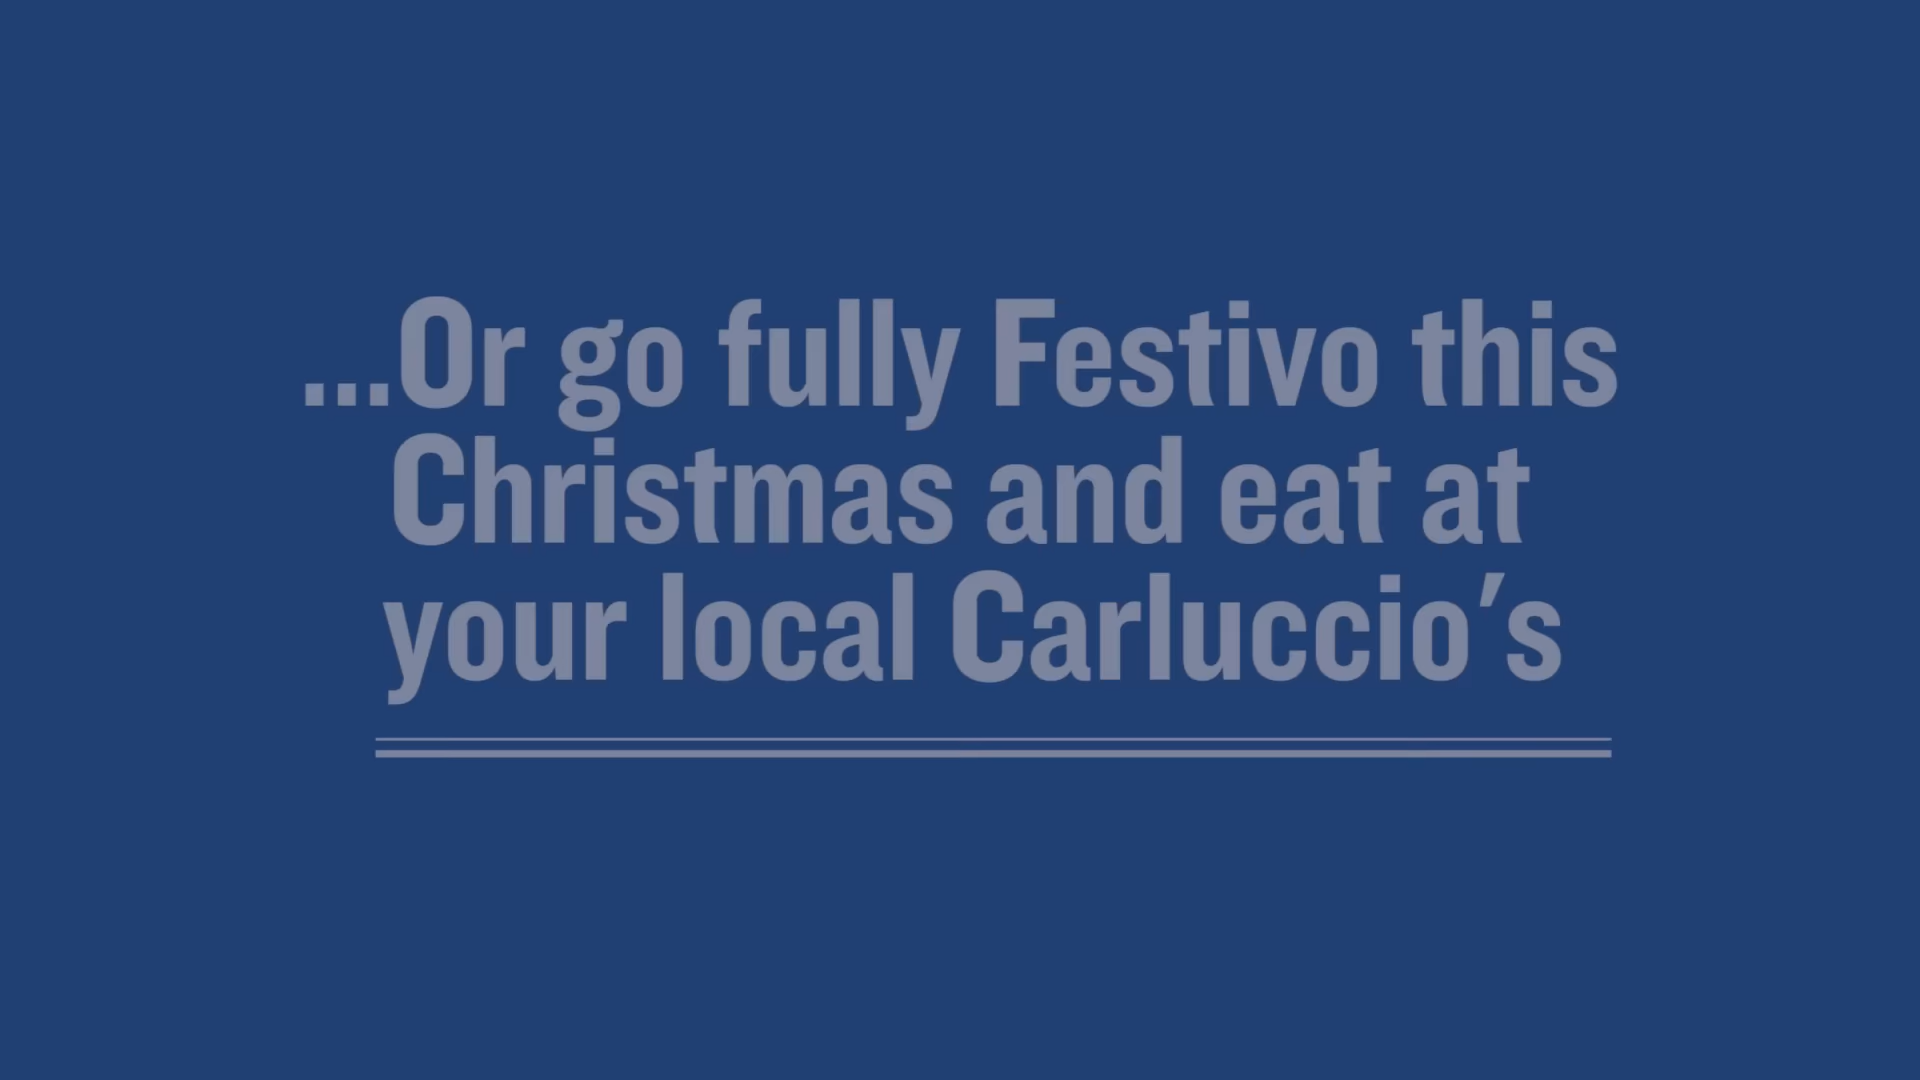 ...Or go fully Festivo this
Christmas and eat at
your local Carluccio’s